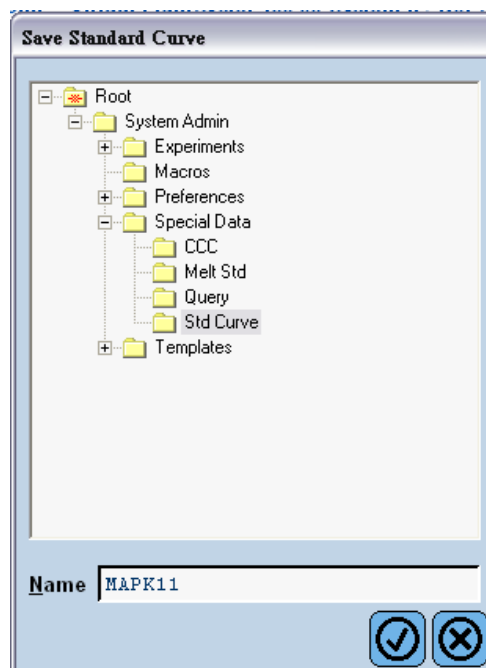 Save Standard Curve
Root
System Admin
Experiments
Macros
Preferences
Special Data
CCC
Melt Std
Query
Std Curve
Templates
Name MAPK11